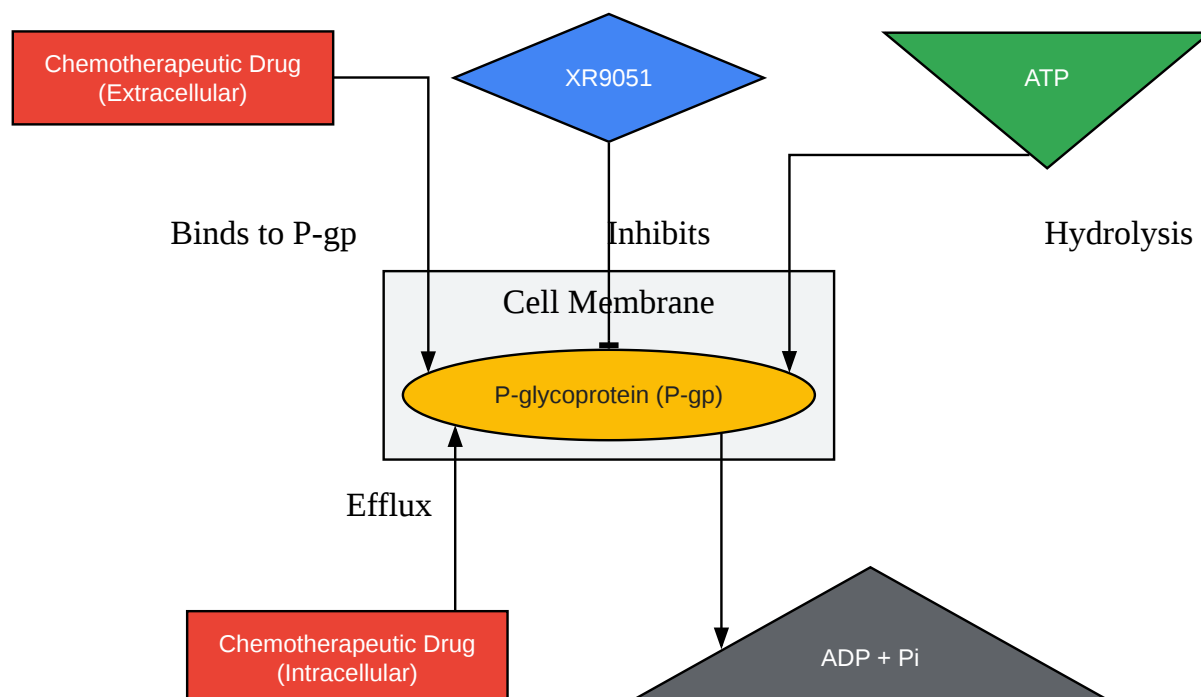 Chemotherapeutic Drug
(Extracellular)
XR9051
ATP
Binds to P-gp
Inhibits
Hydrolysis
Cell Membrane
P-glycoprotein (P-gp)
Efflux
Chemotherapeutic Drug
(Intracellular)
ADP + Pi